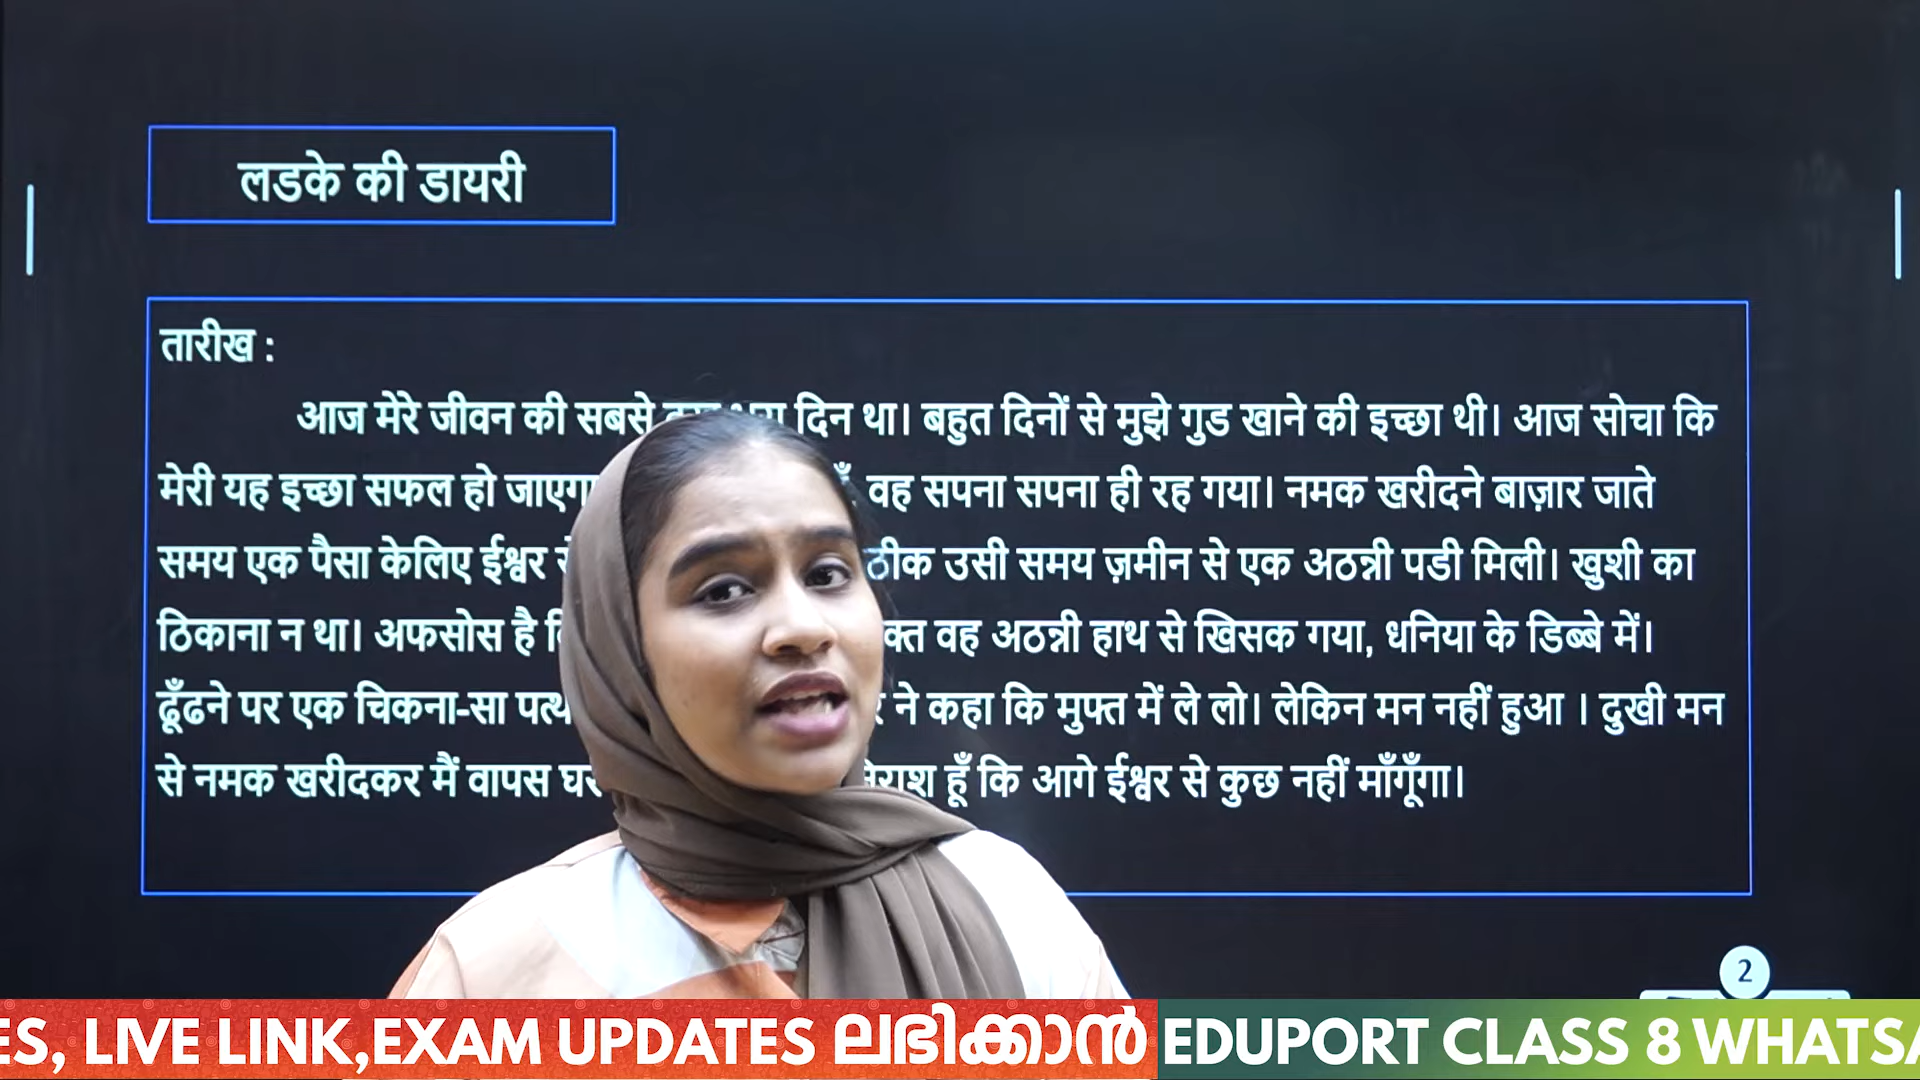 लडके की डायरी
तारीख :
आज मेरे जीवन की सबसे दिन था। बहुत दिनों से मुझे गुड खाने की इच्छा थी। आज सोचा कि
मेरी यह इच्छा सफल हो जाएगा वह सपना सपना ही रह गया। नमक खरीदने बाज़ार जाते
समय एक पैसा केलिए ईश्वर ठीक उसी समय ज़मीन से एक अठन्नी पडी मिली। खुशी का
ठिकाना न था। अफसोस है वह अठन्नी हाथ से खिसक गया, धनिया के डिब्बे में।
ढूँढने पर एक चिकना-सा ने कहा कि मुफ्त में ले लो। लेकिन मन नहीं हुआ । दुखी मन
से नमक खरीदकर मैं वापस हूँ कि आगे ईश्वर से कुछ नहीं माँगूँगा।
2
ES, LIVE LINK,EXAM UPDATES ലഭിക്കാൻ EDUPORT CLASS 8 WHATSA